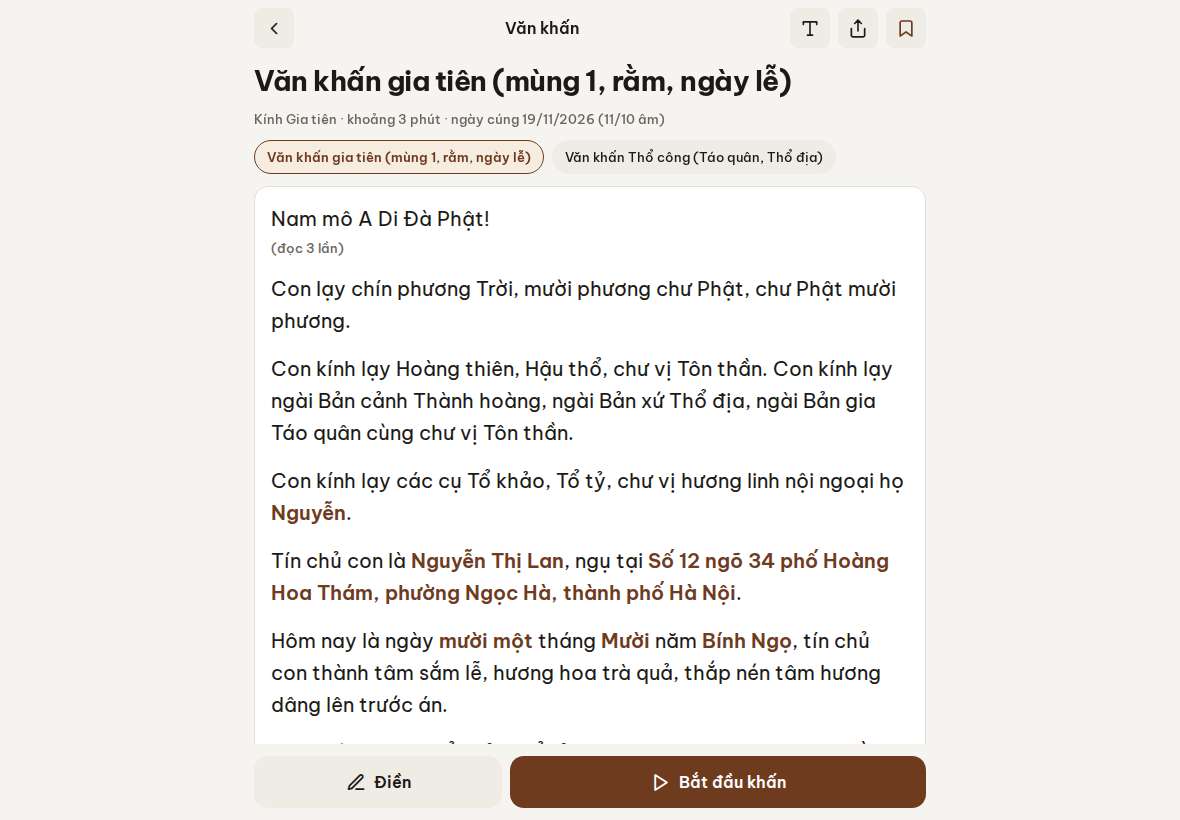 Văn khấn
Văn khấn gia tiên (mùng 1, rằm, ngày lễ)
Kính Gia tiên · khoảng 3 phút · ngày cúng 19/11/2026 (11/10 âm)
Văn khấn gia tiên (mùng 1, rằm, ngày lễ)
Văn khấn Thổ công (Táo quân, Thổ địa)
Nam mô A Di Đà Phật!
(đọc 3 lần)
Con lạy chín phương Trời, mười phương chư Phật, chư Phật mười
phương.
Con kính lạy Hoàng thiên, Hậu thổ, chư vị Tôn thần. Con kính lạy
ngài Bản cảnh Thành hoàng, ngài Bản xứ Thổ địa, ngài Bản gia
Táo quân cùng chư vị Tôn thần.
Con kính lạy các cụ Tổ khảo, Tổ tỷ, chư vị hương linh nội ngoại họ
Nguyễn.
Tín chủ con là Nguyễn Thị Lan, ngụ tại Số 12 ngõ 34 phố Hoàng
Hoa Thám, phường Ngọc Hà, thành phố Hà Nội.
Hôm nay là ngày mười một tháng Mười năm Bính Ngọ, tín chủ
con thành tâm sắm lễ, hương hoa trà quả, thắp nén tâm hương
dâng lên trước án.
Điền
Bắt đầu khấn